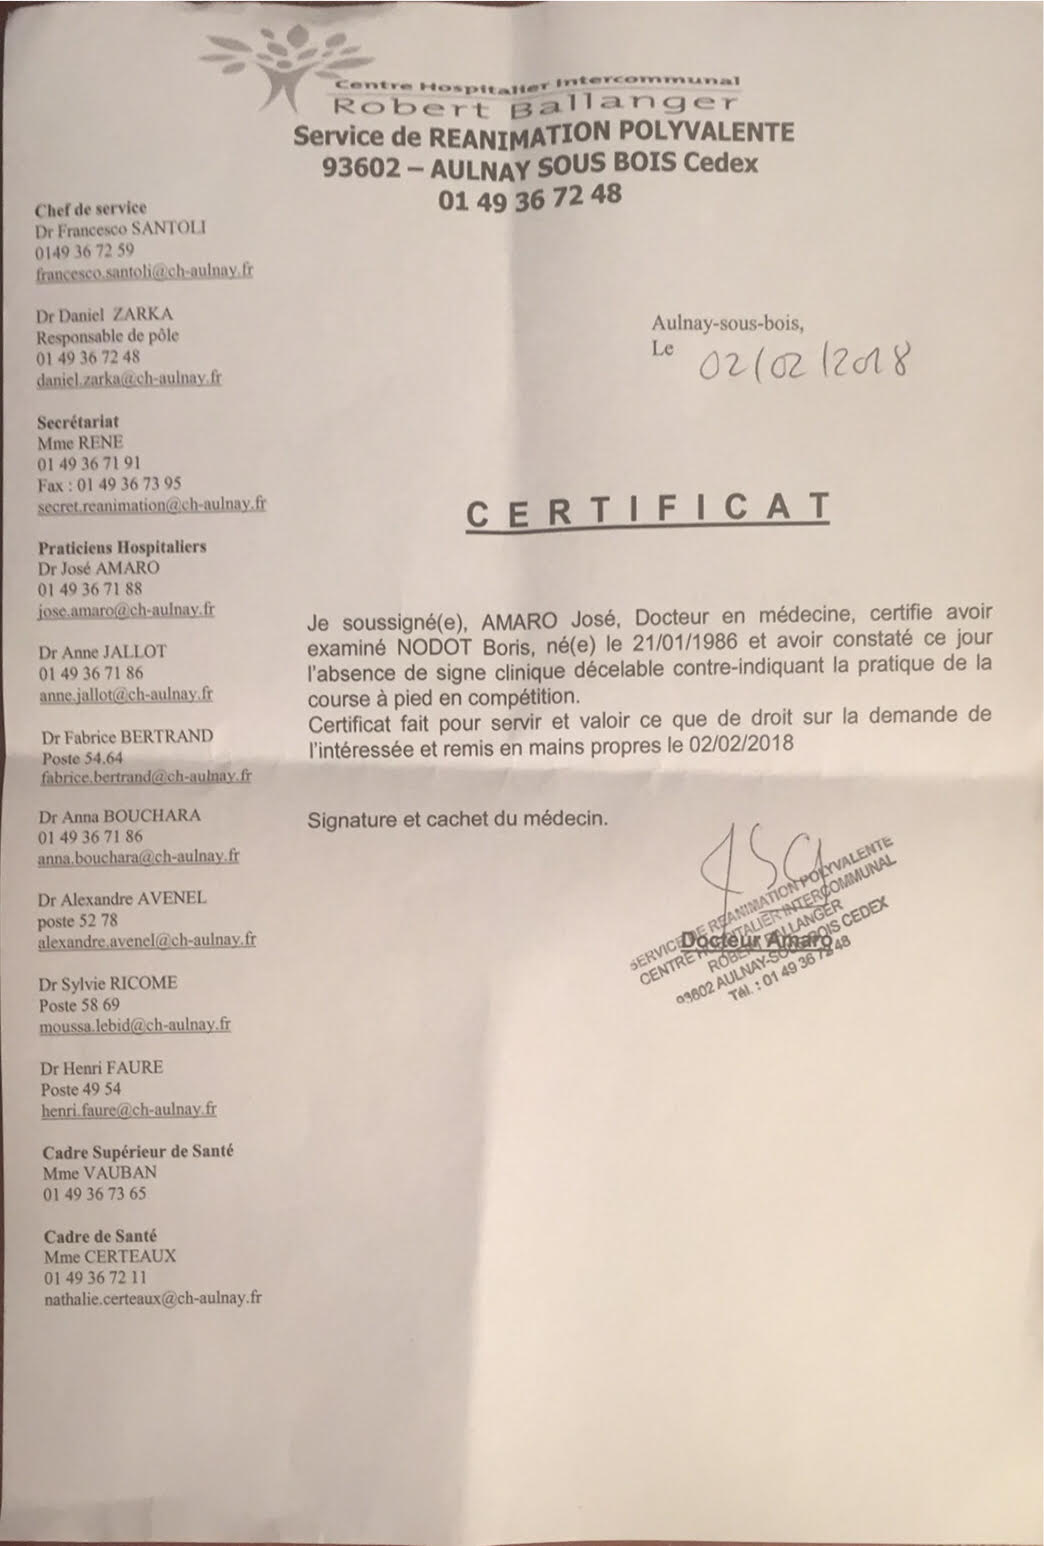 Centre Hospitalier Intercommunal
Robert Ballanger
Service de REANIMATION POLYVALENTE
93602 – AULNAY SOUS BOIS Cedex
01 49 36 72 48
Chef de service
Dr Francesco SANTOLI
0149 36 72 59
francesco.santoli@ch-aulnay.fr
Dr Daniel ZARKA
Responsable de pôle
01 49 36 72 48
daniel.zarka@ch-aulnay.fr
Secrétariat
Mme RENE
01 49 36 71 91
Fax : 01 49 36 73 95
secret.reanimation@ch-aulnay.fr
Praticiens Hospitaliers
Dr José AMARO
01 49 36 71 88
jose.amaro@ch-aulnay.fr
Dr Anne JALLOT
01 49 36 71 86
anne.jallot@ch-aulnay.fr
Dr Fabrice BERTRAND
Poste 54.64
fabrice.bertrand@ch-aulnay.fr
Dr Anna BOUCHARA
01 49 36 71 86
anna.bouchara@ch-aulnay.fr
Dr Alexandre AVENEL
poste 52 78
alexandre.avenel@ch-aulnay.fr
Dr Sylvie RICOME
Poste 58 69
moussa.lebid@ch-aulnay.fr
Dr Henri FAURE
Poste 49 54
henri.faure@ch-aulnay.fr
Cadre Supérieur de Santé
Mme VAUBAN
01 49 36 73 65
Cadre de Santé
Mme CERTEAUX
01 49 36 72 11
nathalie.certeaux@ch-aulnay.fr
Aulnay-sous-bois,
Le 02/02/2018
CERTIFICAT
Je soussigné(e), AMARO José, Docteur en médecine, certifie avoir
examiné NODOT Boris, né(e) le 21/01/1986 et avoir constaté ce jour
l'absence de signe clinique décelable contre-indiquant la pratique de la
course à pied en compétition.
Certificat fait pour servir et valoir ce que de droit sur la demande de
l'intéressée et remis en mains propres le 02/02/2018
Signature et cachet du médecin.
Docteur Amaro
SERVICE DE REANIMATION POLYVALENTE
CENTRE HOSPITALIER INTERCOMMUNAL
ROBERT BALLANGER
93602 AULNAY-SOUS-BOIS CEDEX
Tél. : 01 49 36 72 48